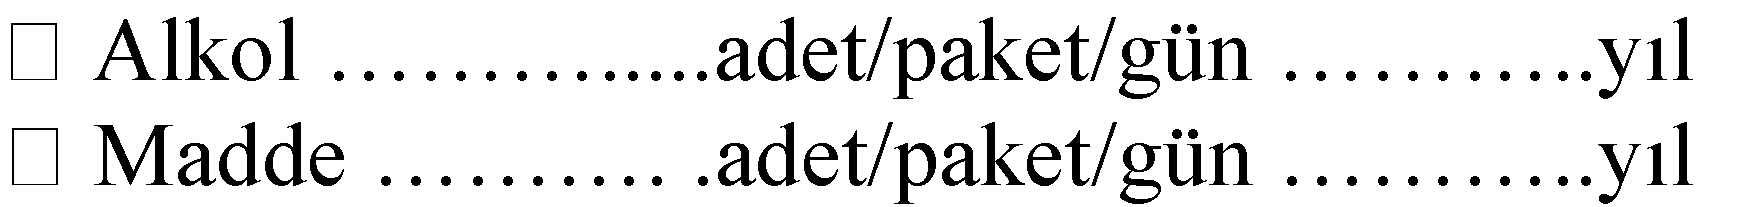 □ Alkol ………….....adet/paket/gün ………..yıl
□ Madde ………. .adet/paket/gün ………..yıl